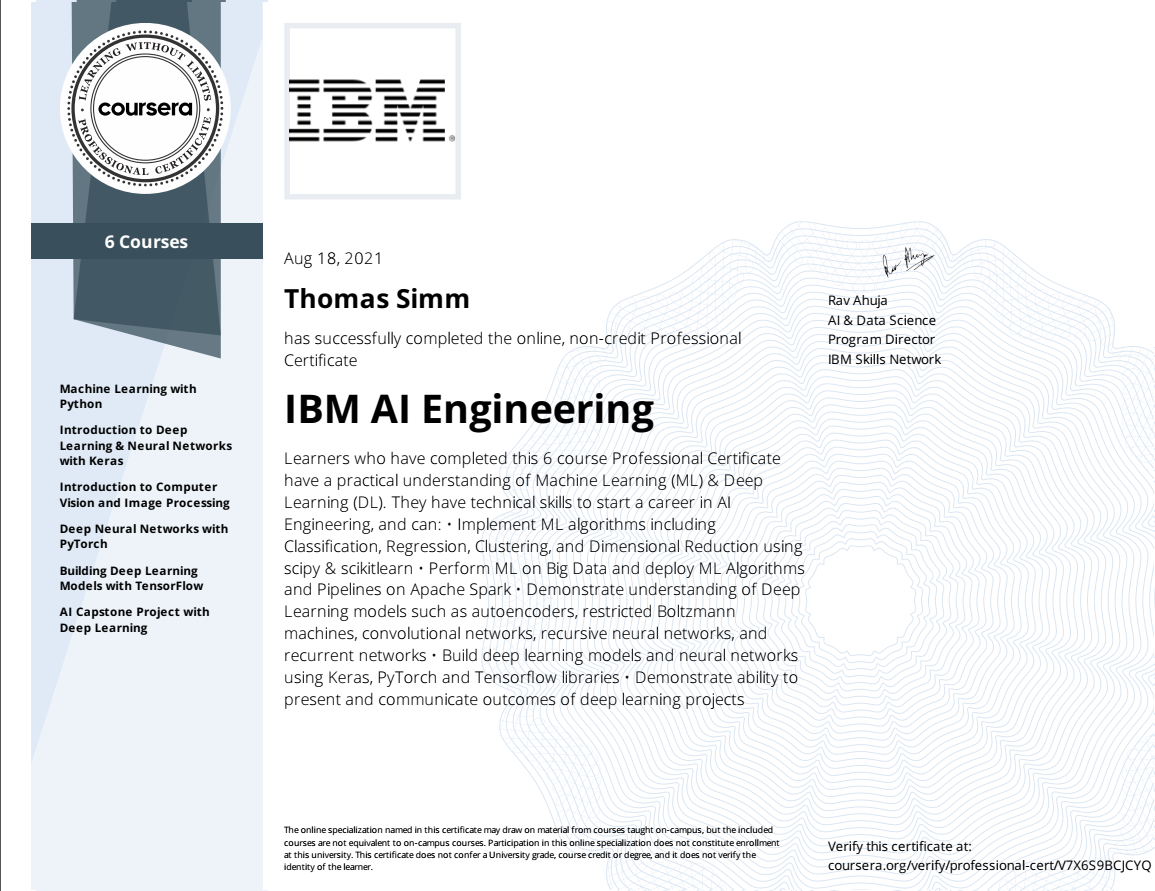 LEARNING WITHOUT LIMITS
coursera
PROFESSIONAL CERTIFICATE
IBM®
6 Courses
Machine Learning with
Python
Introduction to Deep
Learning & Neural Networks
with Keras
Introduction to Computer
Vision and Image Processing
Deep Neural Networks with
PyTorch
Building Deep Learning
Models with TensorFlow
AI Capstone Project with
Deep Learning
Aug 18, 2021
Thomas Simm
has successfully completed the online, non-credit Professional
Certificate
IBM AI Engineering
Learners who have completed this 6 course Professional Certificate
have a practical understanding of Machine Learning (ML) & Deep
Learning (DL). They have technical skills to start a career in AI
Engineering, and can: • Implement ML algorithms including
Classification, Regression, Clustering, and Dimensional Reduction using
scipy & scikitlearn • Perform ML on Big Data and deploy ML Algorithms
and Pipelines on Apache Spark • Demonstrate understanding of Deep
Learning models such as autoencoders, restricted Boltzmann
machines, convolutional networks, recursive neural networks, and
recurrent networks • Build deep learning models and neural networks
using Keras, PyTorch and Tensorflow libraries • Demonstrate ability to
present and communicate outcomes of deep learning projects
Rav Ahuja
Rav Ahuja
AI & Data Science
Program Director
IBM Skills Network
The online specialization named in this certificate may draw on material from courses taught on-campus, but the included
courses are not equivalent to on-campus courses. Participation in this online specialization does not constitute enrollment
at this university. This certificate does not confer a University grade, course credit or degree, and it does not verify the
identity of the learner.
Verify this certificate at:
coursera.org/verify/professional-cert/V7X6S9BCJCYQ